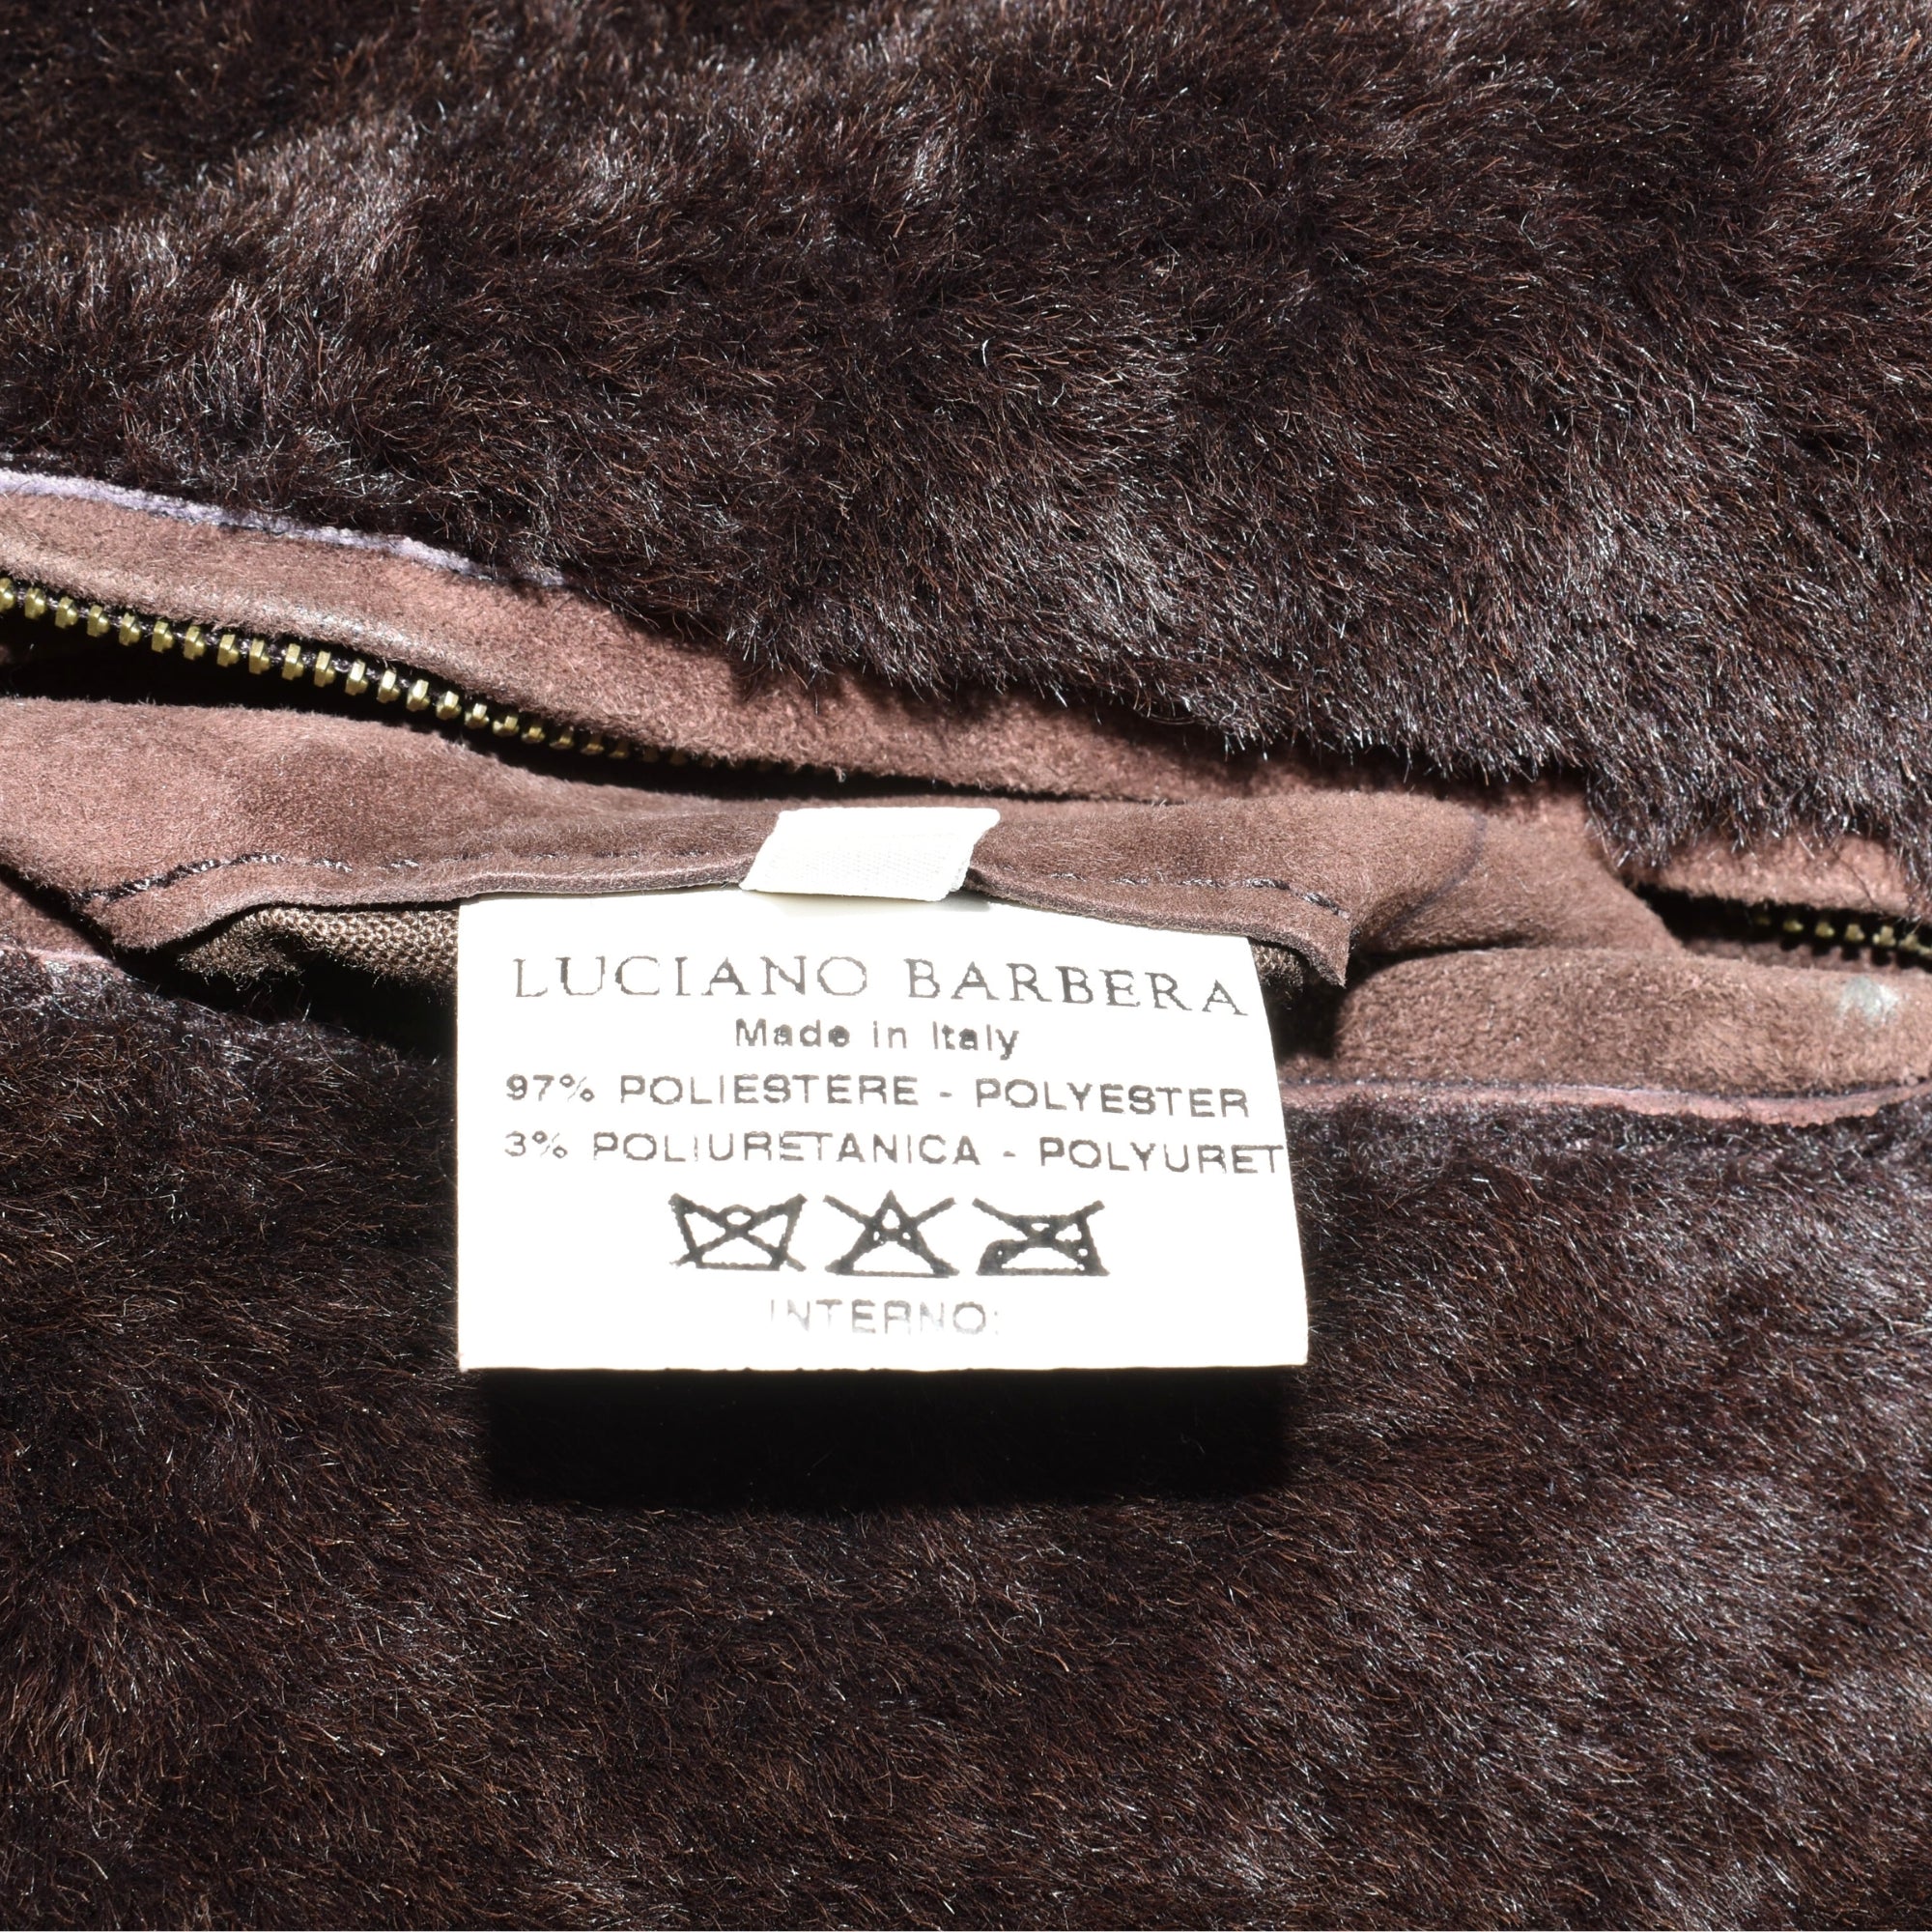 LUCIANO BARBERA
Made in Italy
97% POLIESTERE - POLYESTER
3% POLIURETANICA - POLYURET
INTERNO: